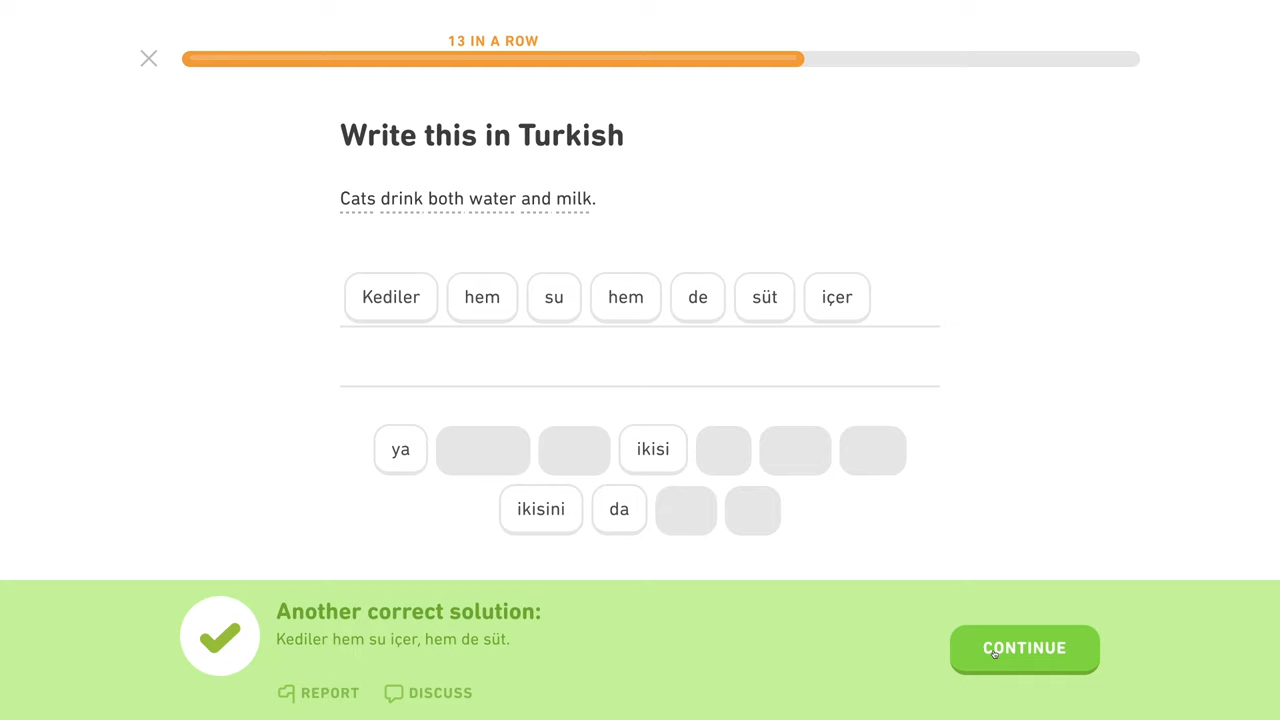 13 IN A ROW
Write this in Turkish
Cats drink both water and milk.
Kediler hem su hem de süt içer
ya ikisi
ikisini da
Another correct solution:
Kediler hem su içer, hem de süt.
CONTINUE
REPORT DISCUSS